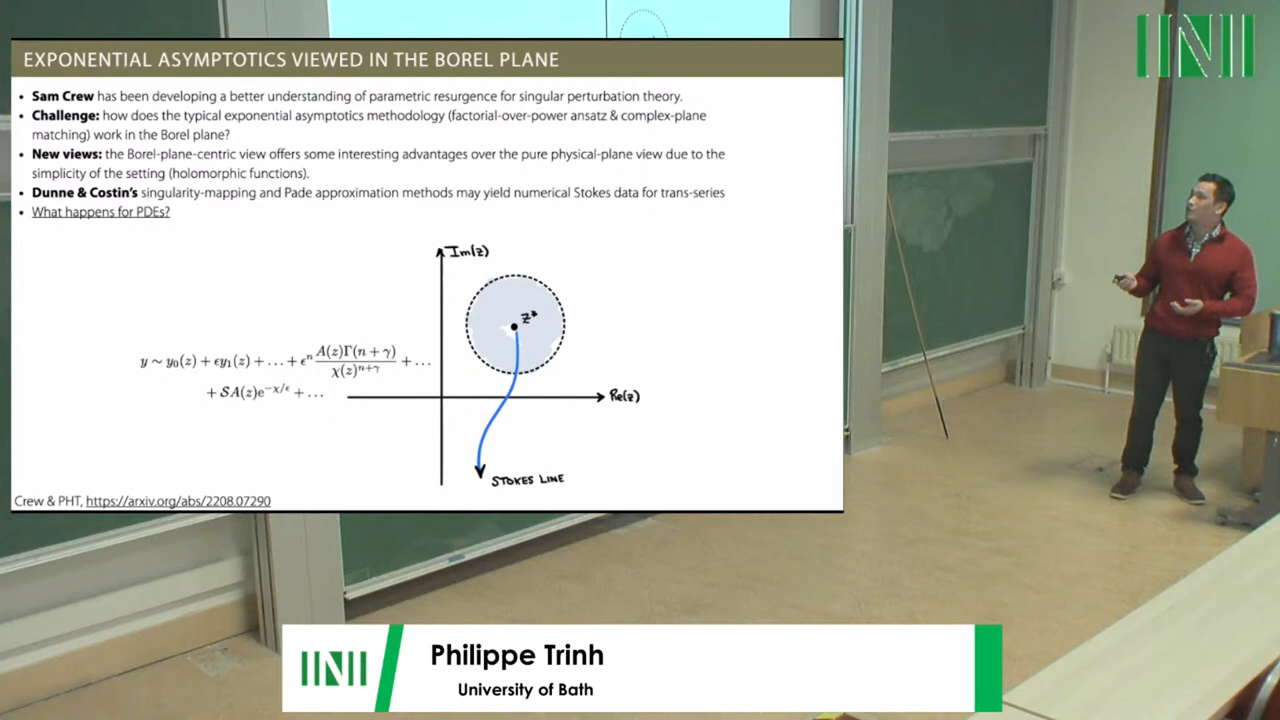 EXPONENTIAL ASYMPTOTICS VIEWED IN THE BOREL PLANE
• Sam Crew has been developing a better understanding of parametric resurgence for singular perturbation theory.
• Challenge: how does the typical exponential asymptotics methodology (factorial-over-power ansatz & complex-plane
matching) work in the Borel plane?
• New views: the Borel-plane-centric view offers some interesting advantages over the pure physical-plane view due to the
simplicity of the setting (holomorphic functions).
• Dunne & Costin's singularity-mapping and Pade approximation methods may yield numerical Stokes data for trans-series
• What happens for PDEs?
Im(z)
z*
y ∼ y₀(z) + ϵy₁(z) + … + ϵⁿ A(z)Γ(n + γ) / χ(z)ⁿ⁺ᵞ + …
+ 𝒮A(z)e^{−χ/ϵ} + …
Re(z)
STOKES LINE
Crew & PHT, https://arxiv.org/abs/2208.07290
INI
INI
Philippe Trinh
University of Bath